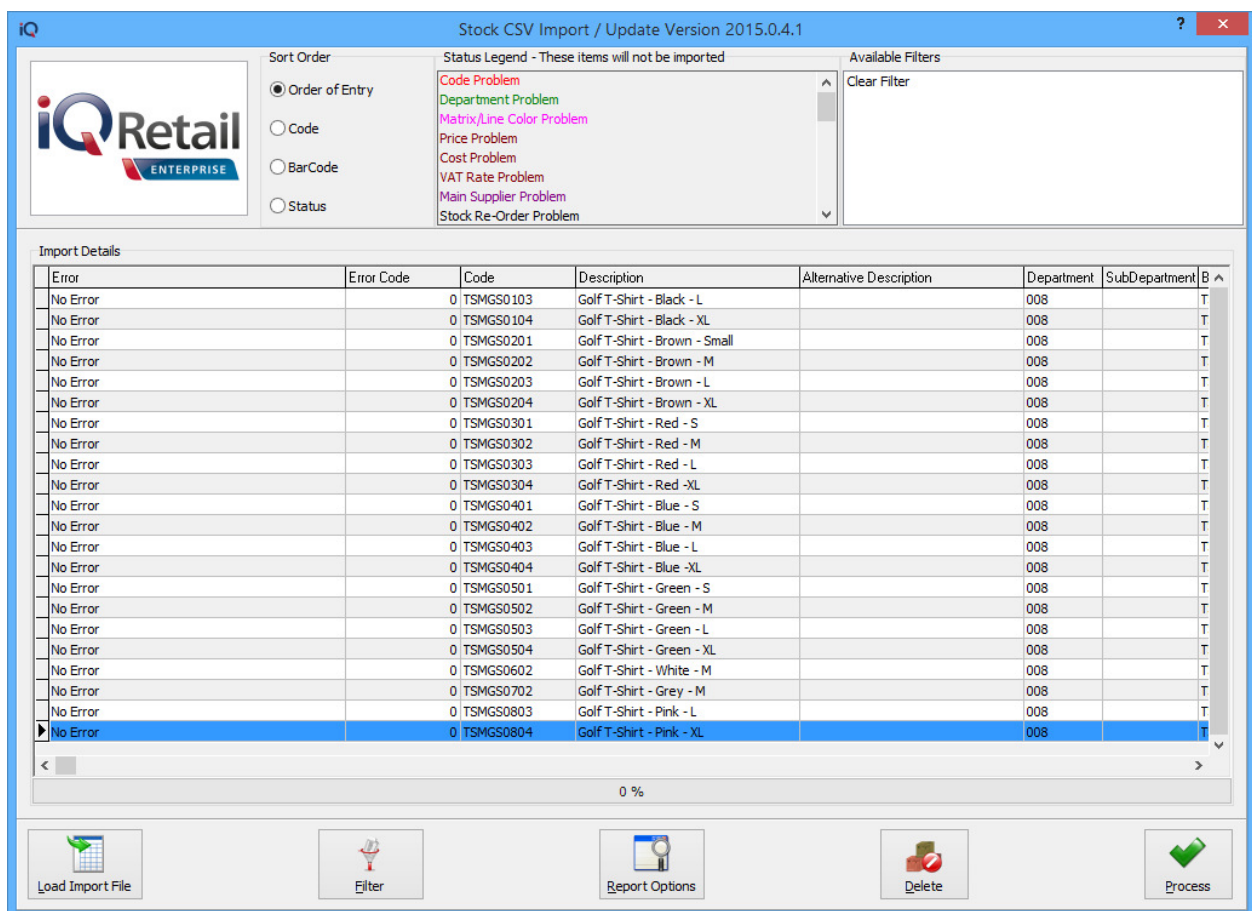 iQ
Stock CSV Import / Update Version 2015.0.4.1
? ×
iQ Retail
ENTERPRISE
Sort Order
Order of Entry
Code
BarCode
Status
Status Legend - These items will not be imported
Code Problem
Department Problem
Matrix/Line Color Problem
Price Problem
Cost Problem
VAT Rate Problem
Main Supplier Problem
Stock Re-Order Problem
Available Filters
Clear Filter
Import Details
Error Error Code Code Description Alternative Description Department SubDepartment B
No Error 0 TSMGS0103 Golf T-Shirt - Black - L 008 T
No Error 0 TSMGS0104 Golf T-Shirt - Black - XL 008 T
No Error 0 TSMGS0201 Golf T-Shirt - Brown - Small 008 T
No Error 0 TSMGS0202 Golf T-Shirt - Brown - M 008 T
No Error 0 TSMGS0203 Golf T-Shirt - Brown - L 008 T
No Error 0 TSMGS0204 Golf T-Shirt - Brown - XL 008 T
No Error 0 TSMGS0301 Golf T-Shirt - Red - S 008 T
No Error 0 TSMGS0302 Golf T-Shirt - Red - M 008 T
No Error 0 TSMGS0303 Golf T-Shirt - Red - L 008 T
No Error 0 TSMGS0304 Golf T-Shirt - Red -XL 008 T
No Error 0 TSMGS0401 Golf T-Shirt - Blue - S 008 T
No Error 0 TSMGS0402 Golf T-Shirt - Blue - M 008 T
No Error 0 TSMGS0403 Golf T-Shirt - Blue - L 008 T
No Error 0 TSMGS0404 Golf T-Shirt - Blue -XL 008 T
No Error 0 TSMGS0501 Golf T-Shirt - Green - S 008 T
No Error 0 TSMGS0502 Golf T-Shirt - Green - M 008 T
No Error 0 TSMGS0503 Golf T-Shirt - Green - L 008 T
No Error 0 TSMGS0504 Golf T-Shirt - Green - XL 008 T
No Error 0 TSMGS0602 Golf T-Shirt - White - M 008 T
No Error 0 TSMGS0702 Golf T-Shirt - Grey - M 008 T
No Error 0 TSMGS0803 Golf T-Shirt - Pink - L 008 T
No Error 0 TSMGS0804 Golf T-Shirt - Pink - XL 008 T
0 %
Load Import File
Filter
Report Options
Delete
Process